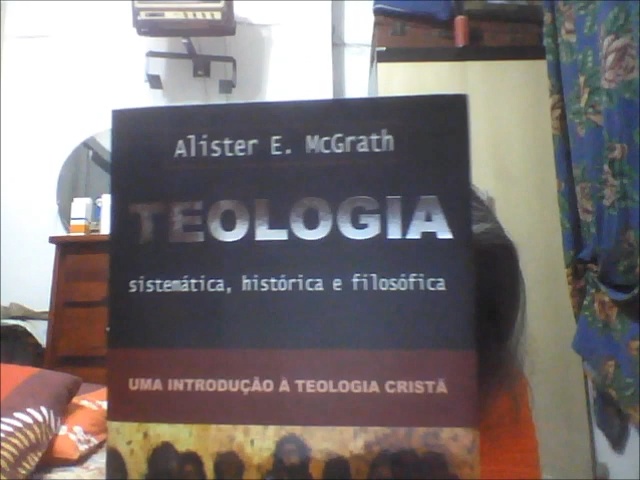 Alister E. McGrath
TEOLOGIA
sistemática, histórica e filosófica
UMA INTRODUÇÃO À TEOLOGIA CRISTÃ